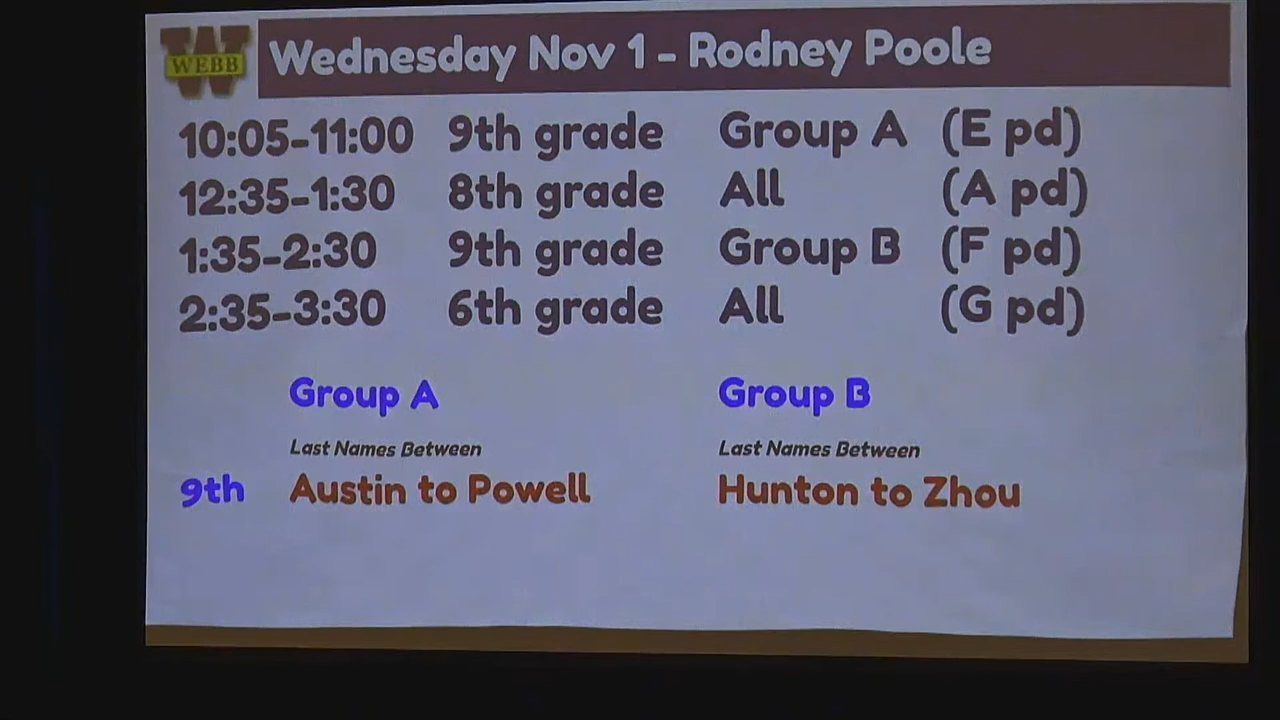 W WEBB Wednesday Nov 1 - Rodney Poole
10:05-11:00 9th grade Group A (E pd)
12:35-1:30 8th grade All (A pd)
1:35-2:30 9th grade Group B (F pd)
2:35-3:30 6th grade All (G pd)
Group A Group B
Last Names Between Last Names Between
9th Austin to Powell Hunton to Zhou